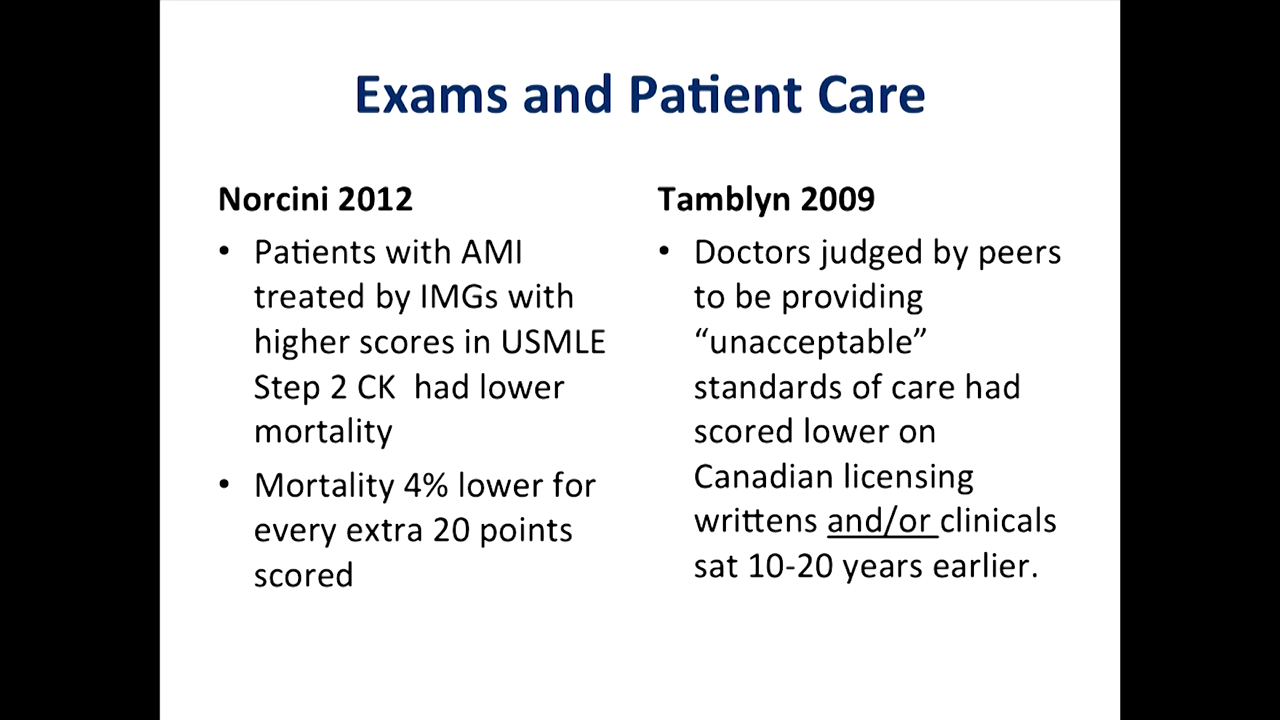 Exams and Patient Care
Norcini 2012
• Patients with AMI
treated by IMGs with
higher scores in USMLE
Step 2 CK  had lower
mortality
• Mortality 4% lower for
every extra 20 points
scored
Tamblyn 2009
• Doctors judged by peers
to be providing
“unacceptable”
standards of care had
scored lower on
Canadian licensing
writtens and/or clinicals
sat 10-20 years earlier.